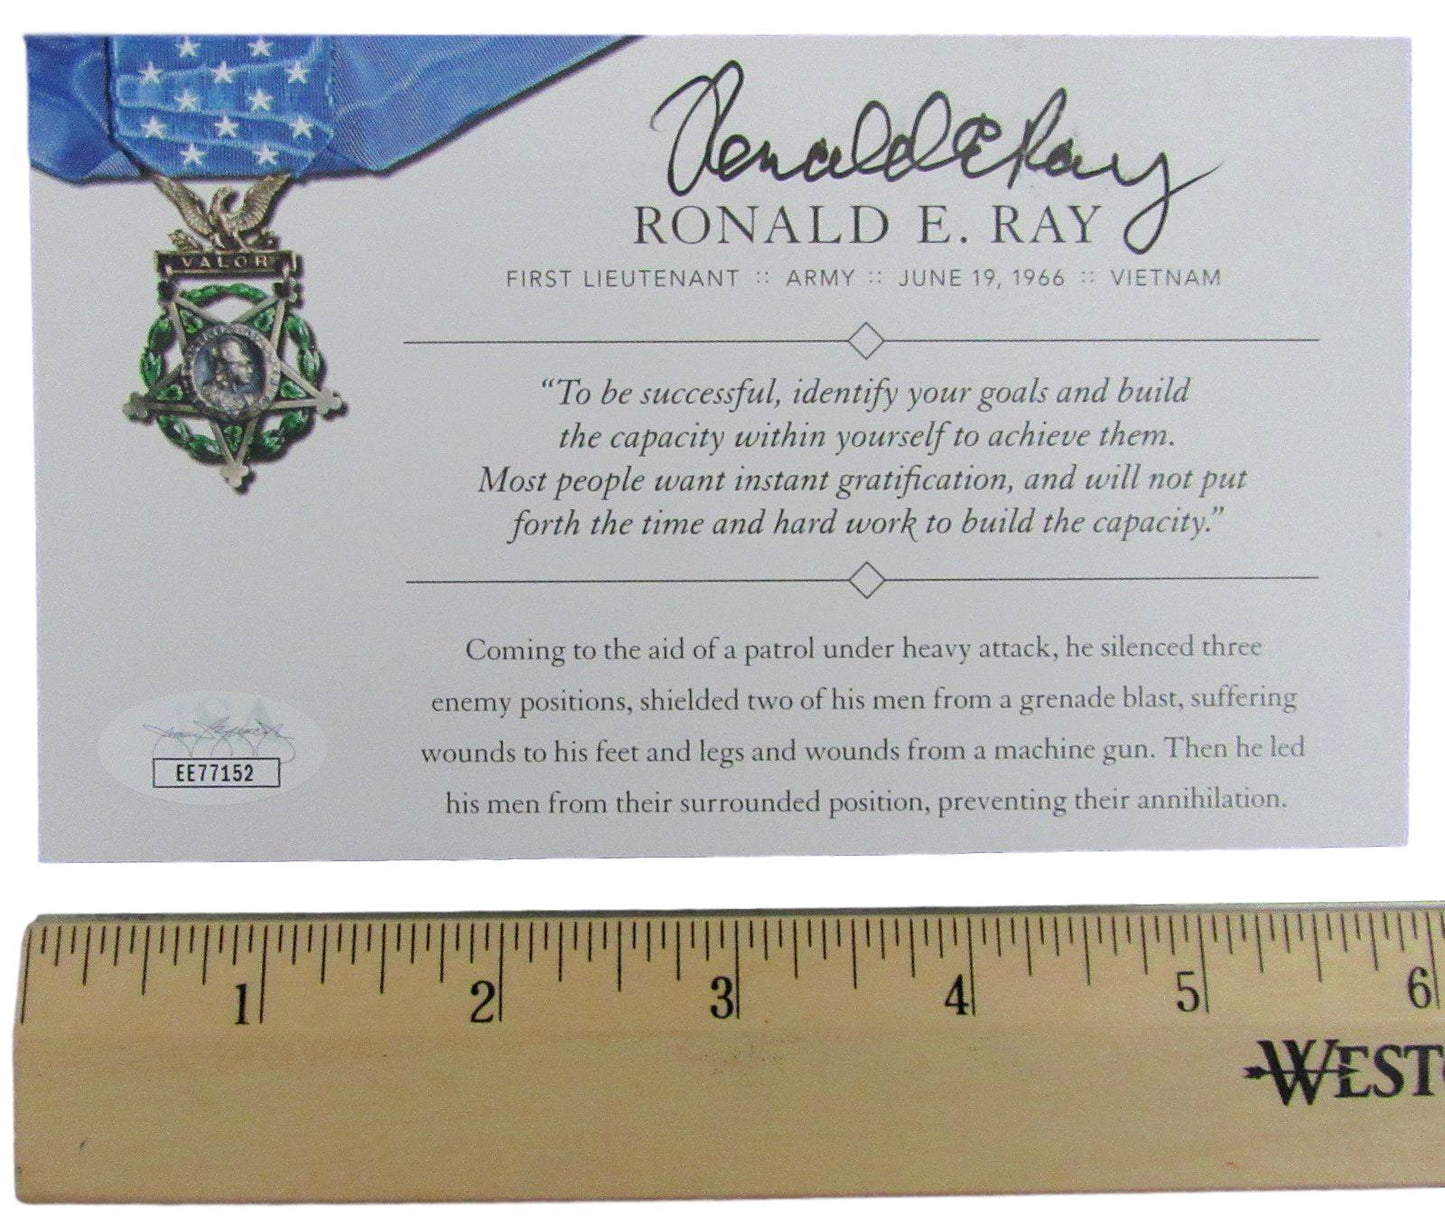 Ronald E Ray
VALOR
RONALD E. RAY
FIRST LIEUTENANT :: ARMY :: JUNE 19, 1966 :: VIETNAM
“To be successful, identify your goals and build
the capacity within yourself to achieve them.
Most people want instant gratification, and will not put
forth the time and hard work to build the capacity.”
Coming to the aid of a patrol under heavy attack, he silenced three
enemy positions, shielded two of his men from a grenade blast, suffering
wounds to his feet and legs and wounds from a machine gun. Then he led
his men from their surrounded position, preventing their annihilation.
JSA
EE77152
1 2 3 4 5 6
WEST